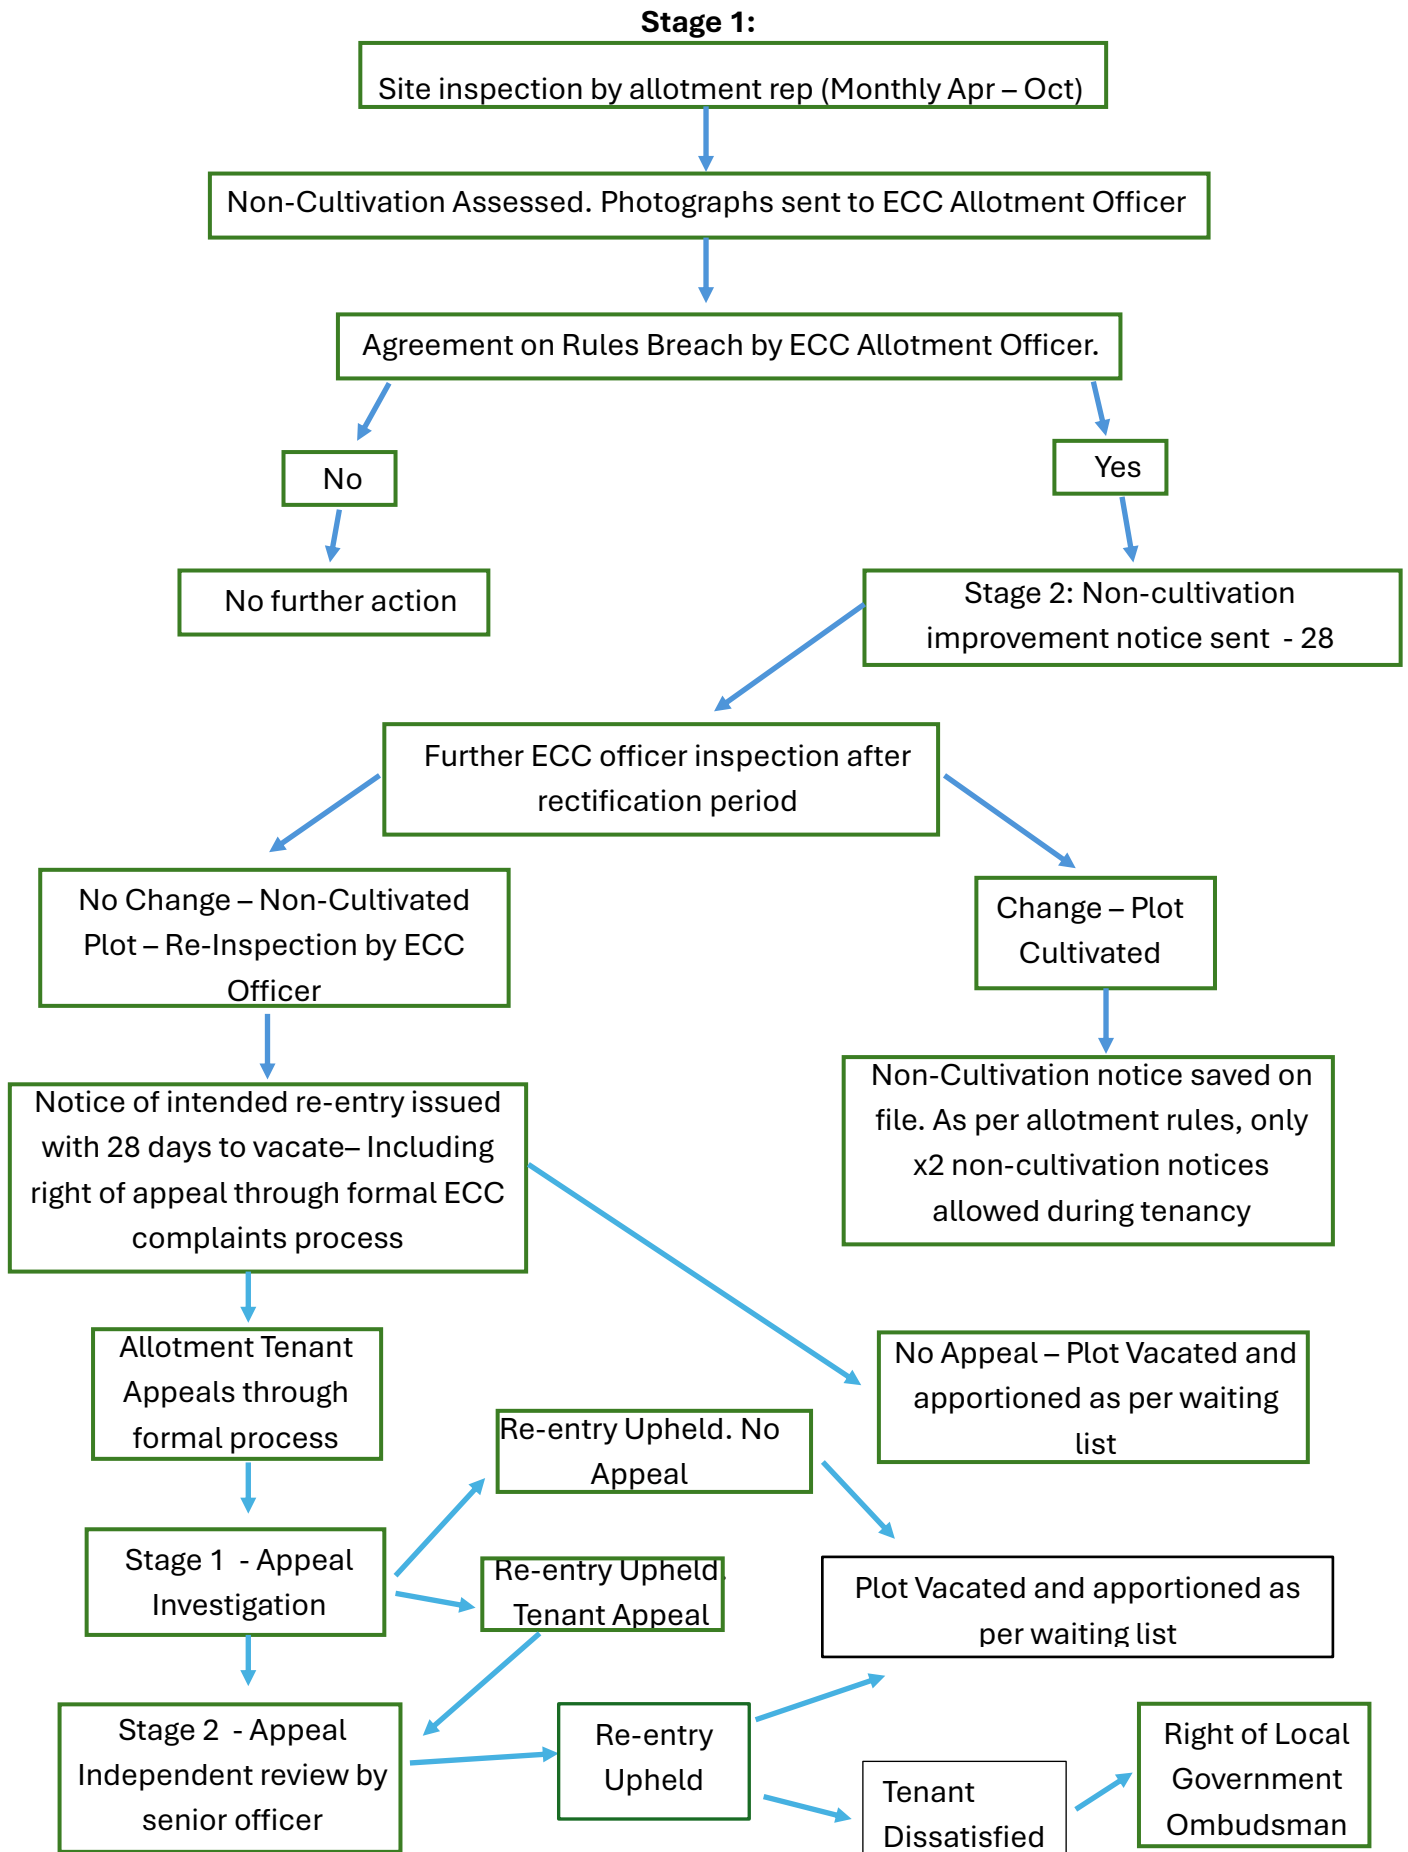 Stage 1:
Site inspection by allotment rep (Monthly Apr – Oct)
Non-Cultivation Assessed. Photographs sent to ECC Allotment Officer
Agreement on Rules Breach by ECC Allotment Officer.
No
Yes
No further action
Stage 2: Non-cultivation
improvement notice sent  - 28
Further ECC officer inspection after
rectification period
No Change – Non-Cultivated
Plot – Re-Inspection by ECC
Officer
Change – Plot
Cultivated
Notice of intended re-entry issued
with 28 days to vacate– Including
right of appeal through formal ECC
complaints process
Non-Cultivation notice saved on
file. As per allotment rules, only
x2 non-cultivation notices
allowed during tenancy
Allotment Tenant
Appeals through
formal process
No Appeal – Plot Vacated and
apportioned as per waiting
list
Re-entry Upheld. No
Appeal
Stage 1  - Appeal
Investigation
Re-entry Upheld.
Tenant Appeal
Plot Vacated and apportioned as
per waiting list
Stage 2  - Appeal
Independent review by
senior officer
Re-entry
Upheld
Tenant
Dissatisfied
Right of Local
Government
Ombudsman